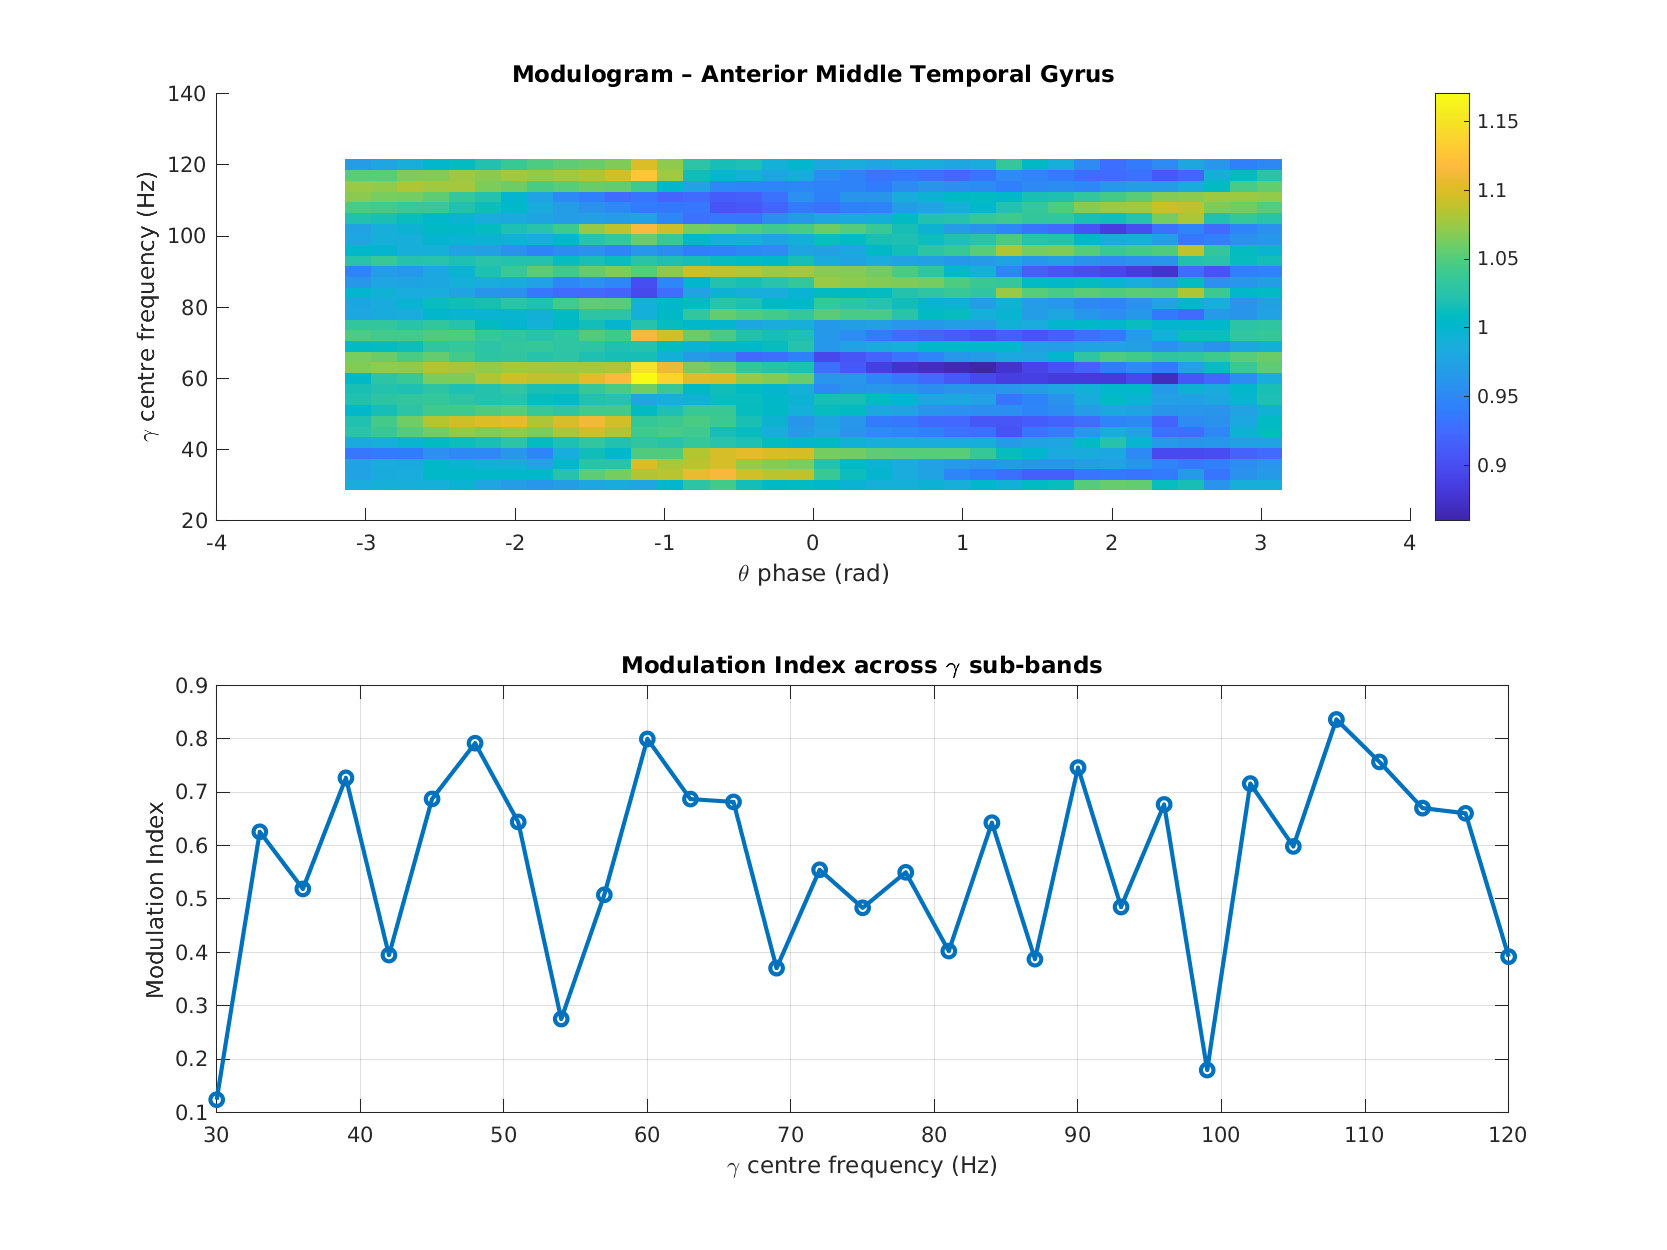 Modulogram – Anterior Middle Temporal Gyrus
140
120
100
80
60
40
20
γ centre frequency (Hz)
-4 -3 -2 -1 0 1 2 3 4
θ phase (rad)
1.15
1.1
1.05
1
0.95
0.9
Modulation Index across γ sub-bands
0.9
0.8
0.7
0.6
0.5
0.4
0.3
0.2
0.1
Modulation Index
30 40 50 60 70 80 90 100 110 120
γ centre frequency (Hz)